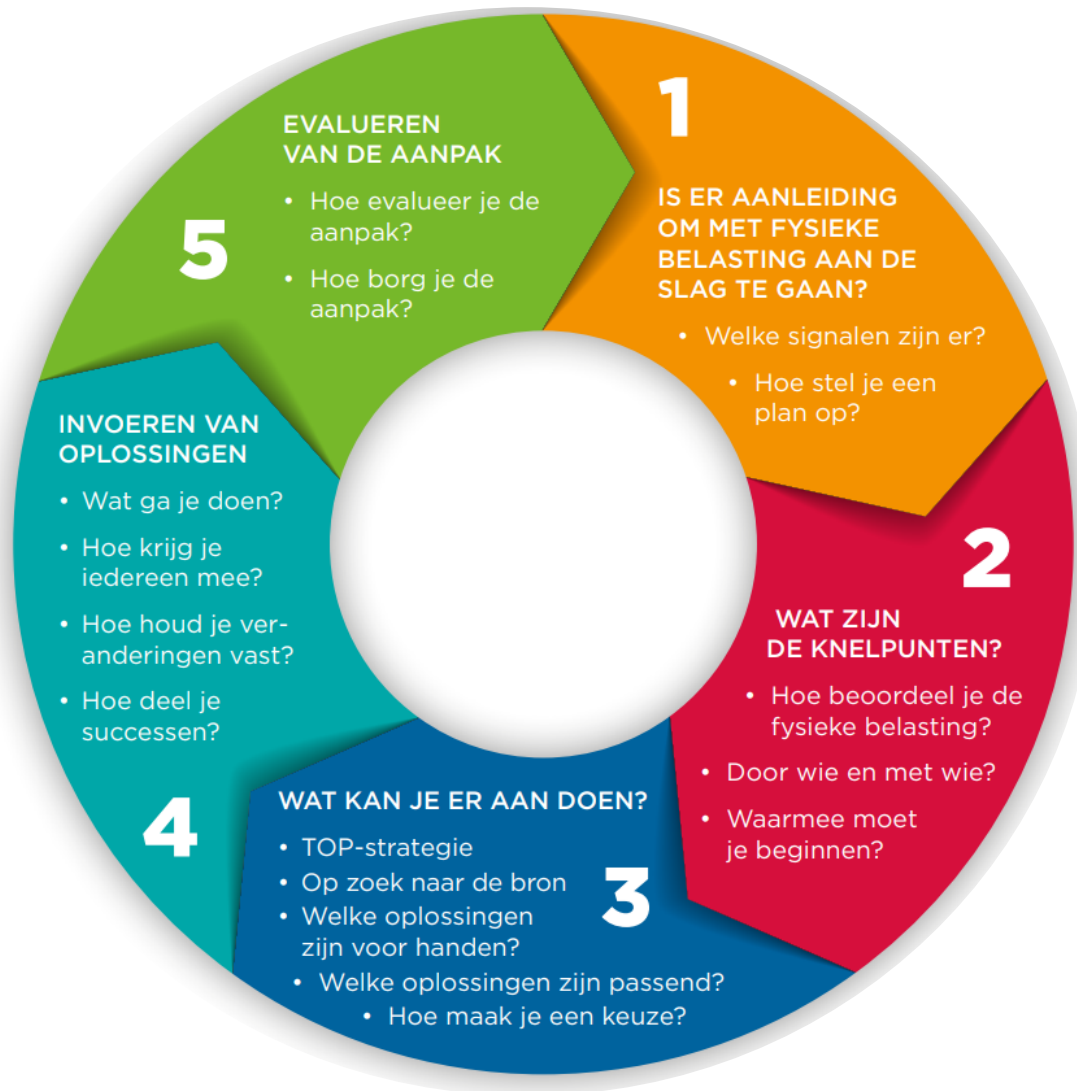 1
IS ER AANLEIDING
OM MET FYSIEKE
BELASTING AAN DE
SLAG TE GAAN?
• Welke signalen zijn er?
• Hoe stel je een
plan op?
2
WAT ZIJN
DE KNELPUNTEN?
• Hoe beoordeel je de
fysieke belasting?
• Door wie en met wie?
• Waarmee moet
je beginnen?
3
WAT KAN JE ER AAN DOEN?
• TOP-strategie
• Op zoek naar de bron
• Welke oplossingen
zijn voor handen?
• Welke oplossingen zijn passend?
• Hoe maak je een keuze?
4
INVOEREN VAN
OPLOSSINGEN
• Wat ga je doen?
• Hoe krijg je
iedereen mee?
• Hoe houd je ver-
anderingen vast?
• Hoe deel je
successen?
5
EVALUEREN
VAN DE AANPAK
• Hoe evalueer je de
aanpak?
• Hoe borg je de
aanpak?